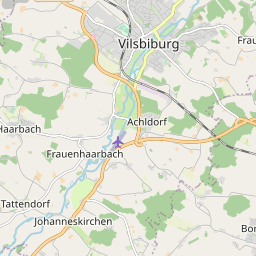 Vilsbiburg
Frau
Achldorf
Haarbach
Frauenhaarbach
Tattendorf
Johanneskirchen
Bon